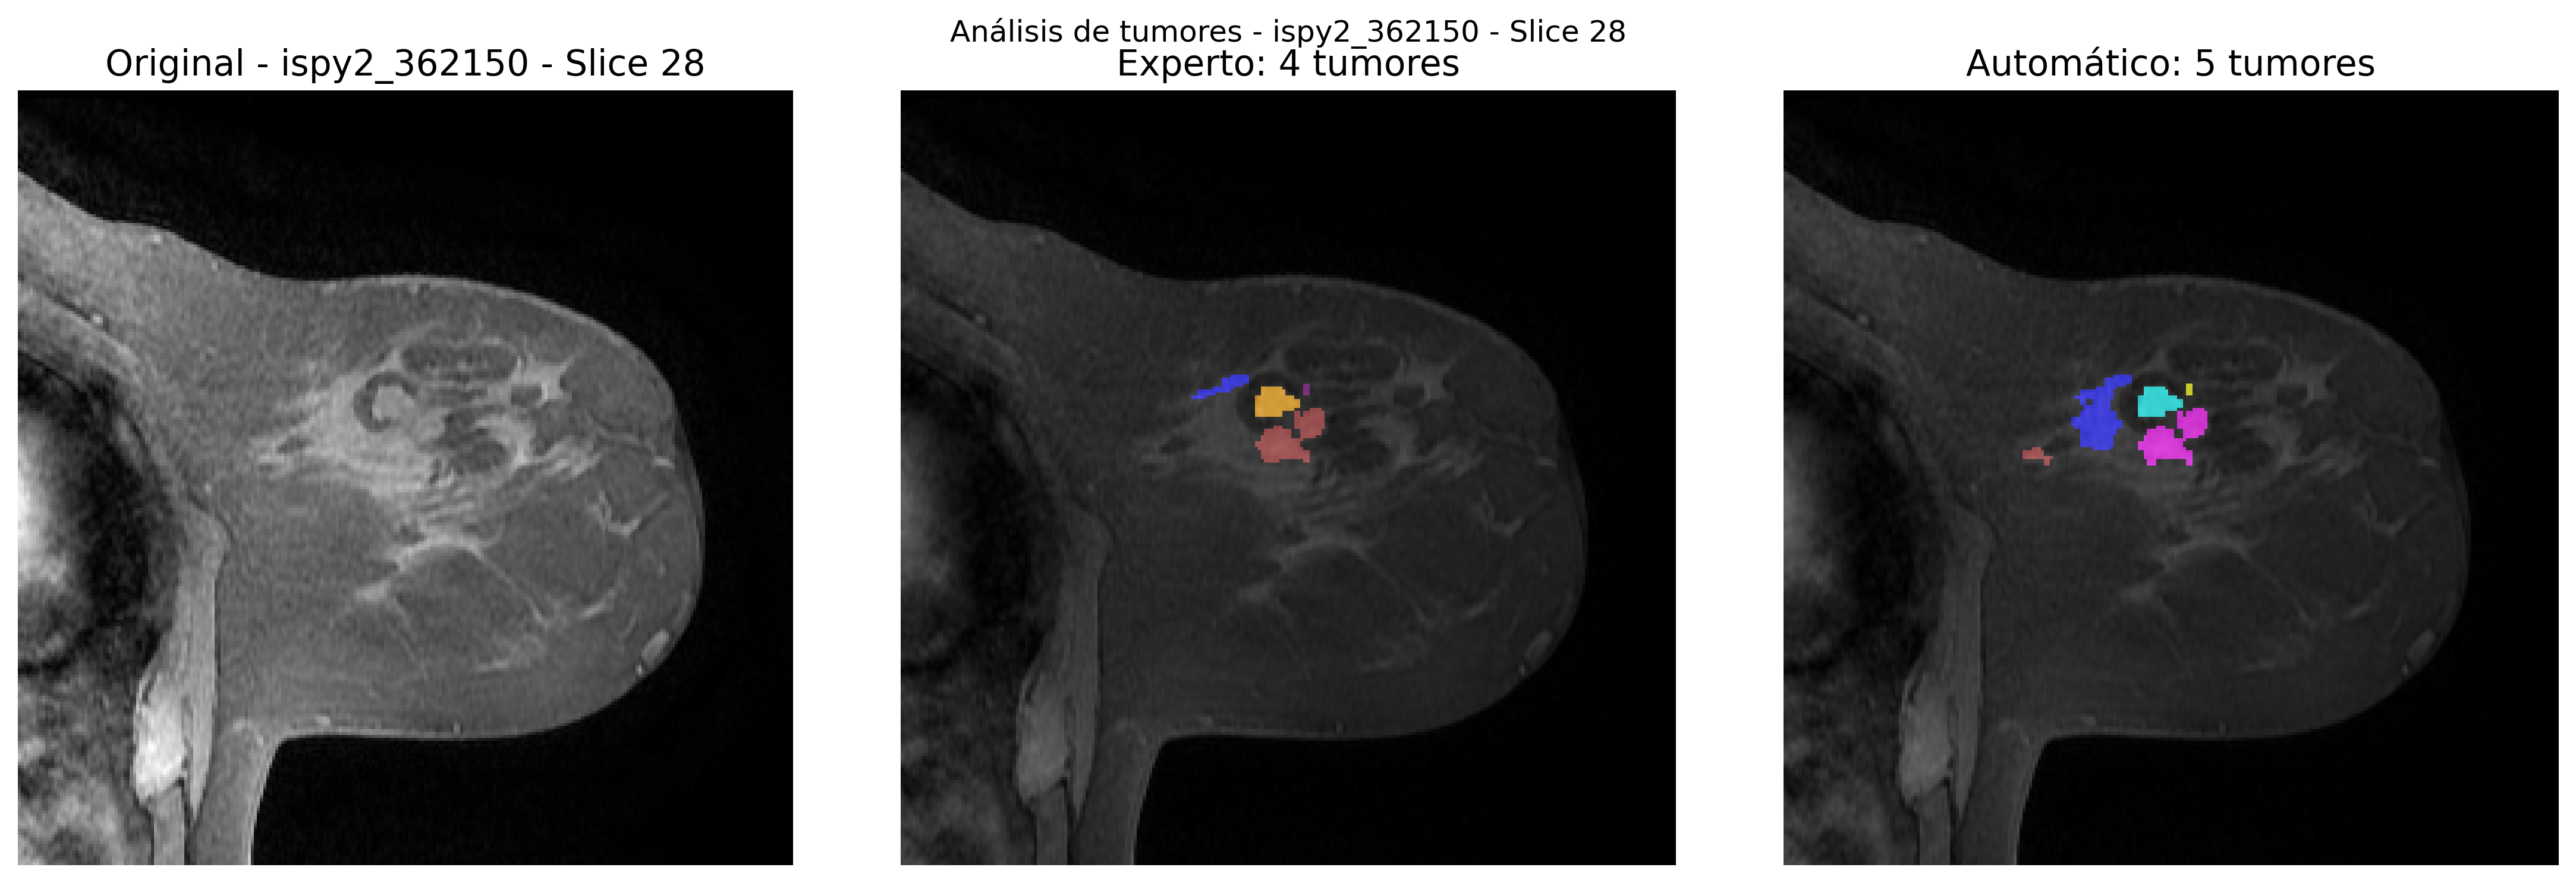 Análisis de tumores - ispy2_362150 - Slice 28
Original - ispy2_362150 - Slice 28
Experto: 4 tumores
Automático: 5 tumores